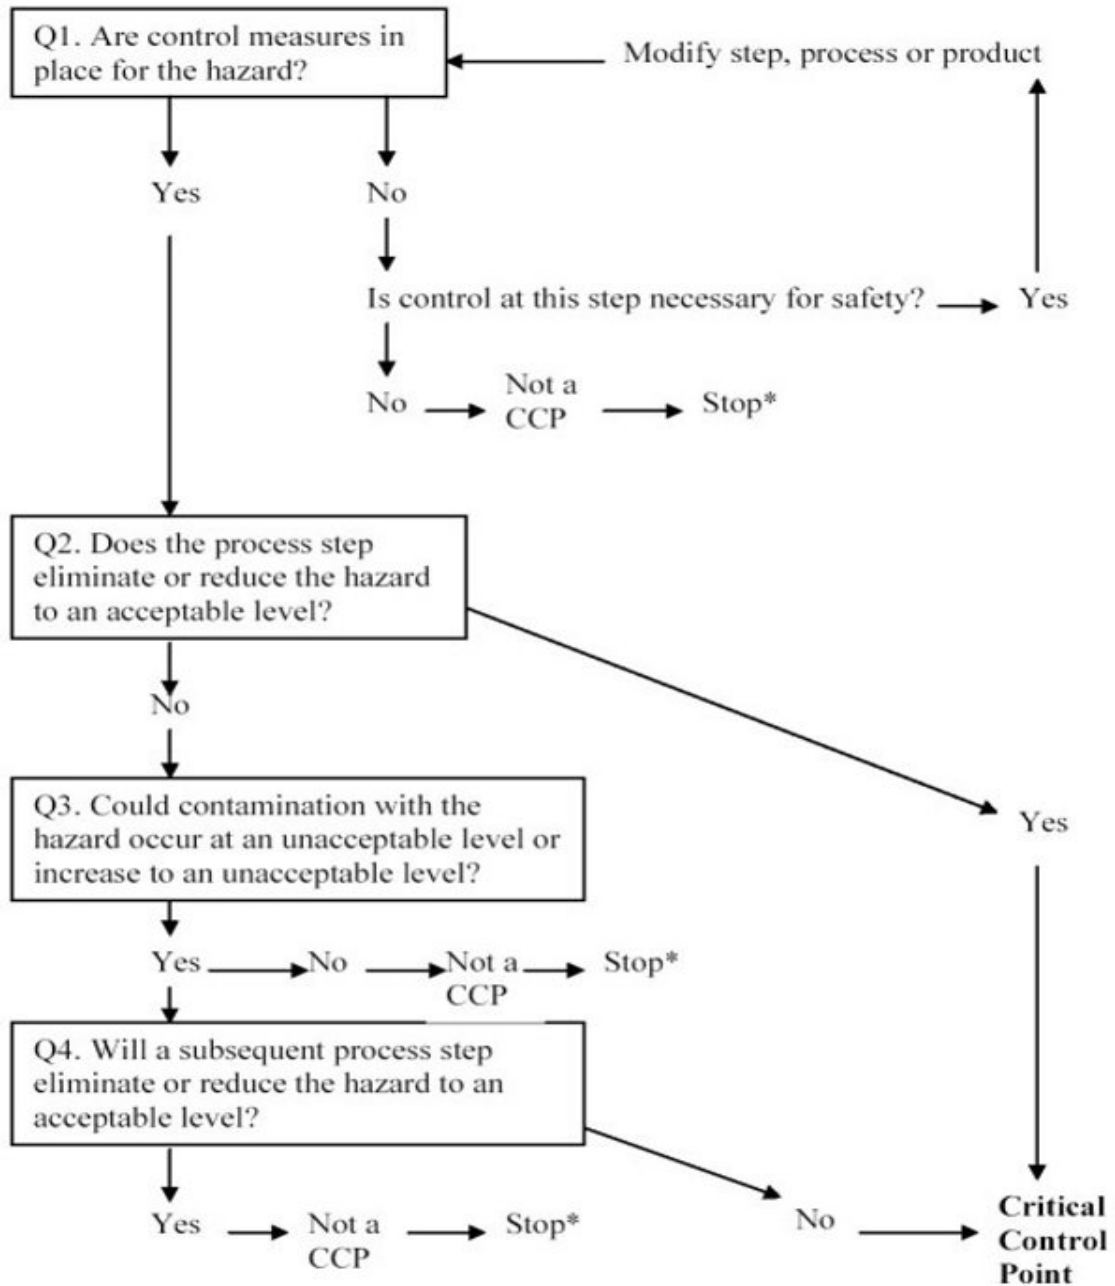 Q1. Are control measures in
place for the hazard?
Modify step, process or product
Yes
No
Is control at this step necessary for safety?
Yes
No
Not a
CCP
Stop*
Q2. Does the process step
eliminate or reduce the hazard
to an acceptable level?
No
Yes
Q3. Could contamination with the
hazard occur at an unacceptable level or
increase to an unacceptable level?
Yes
No
Not a
CCP
Stop*
Q4. Will a subsequent process step
eliminate or reduce the hazard to an
acceptable level?
Yes
Not a
CCP
Stop*
No
Critical
Control
Point